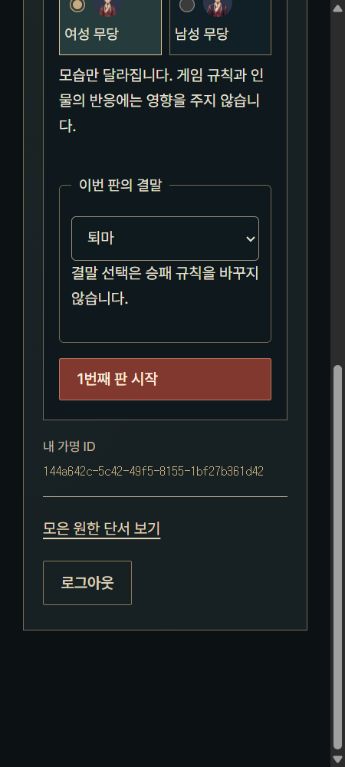 여성 무당
남성 무당
모습만 달라집니다. 게임 규칙과 인
물의 반응에는 영향을 주지 않습니
다.
이번 판의 결말
퇴마
결말 선택은 승패 규칙을 바꾸지
않습니다.
1번째 판 시작
내 가명 ID
144a642c-5c42-49f5-8155-1bf27b361d42
모은 원한 단서 보기
로그아웃